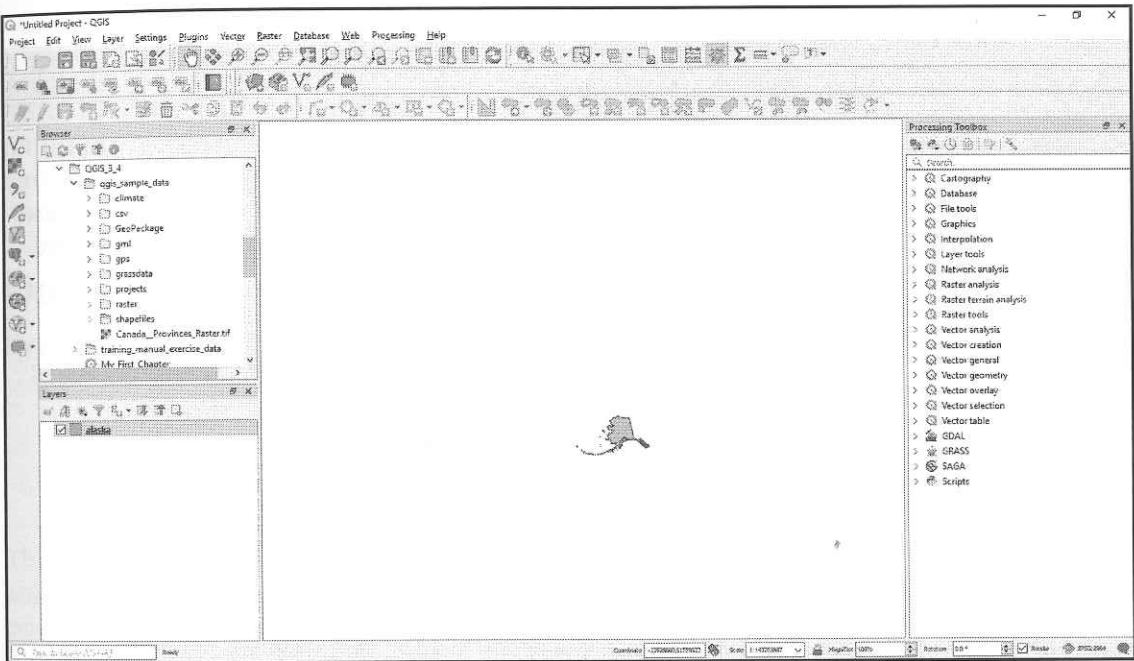 *Untitled Project - QGIS
Project Edit View Layer Settings Plugins Vector Raster Database Web Processing Help
Browser
QGIS_3_4
qgis_sample_data
climate
csv
GeoPackage
gml
gps
grassdata
projects
raster
shapefiles
Canada_Provinces_Raster.tif
training_manual_exercise_data
My First Chapter
Layers
alaska
Processing Toolbox
Search
Cartography
Database
File tools
Graphics
Interpolation
Layer tools
Network analysis
Raster analysis
Raster terrain analysis
Raster tools
Vector analysis
Vector creation
Vector general
Vector geometry
Vector overlay
Vector selection
Vector table
GDAL
GRASS
SAGA
Scripts
Ready
Coordinate
Scale
Magnifier 100%
Rotation 0.0 °
Render
EPSG:2964